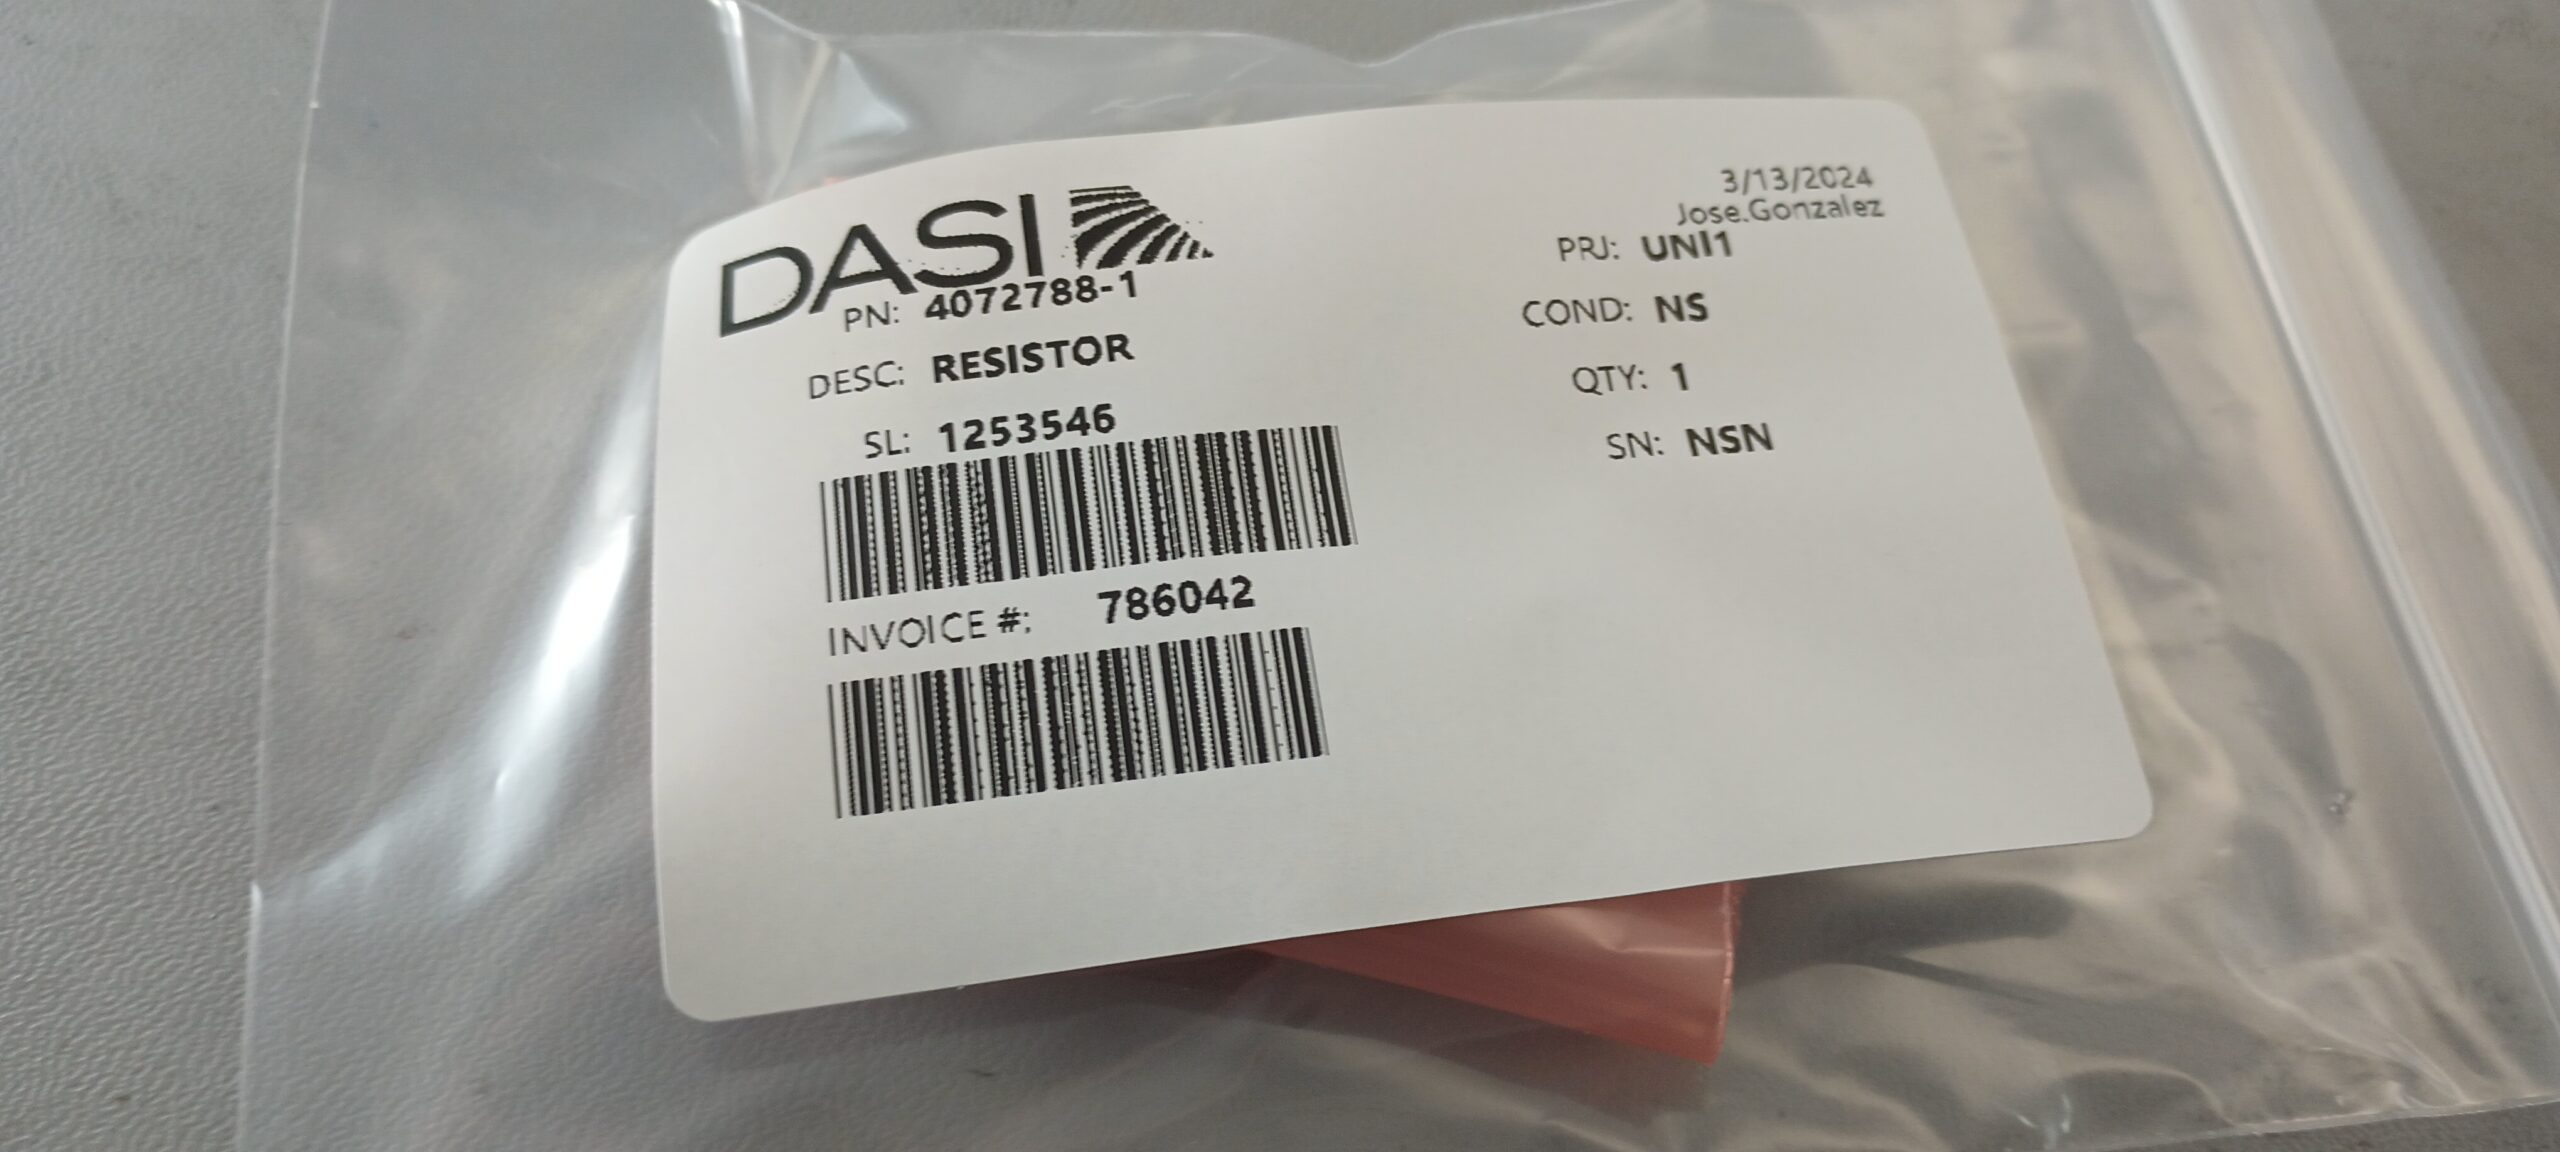 DASI
3/13/2024
Jose.Gonzalez
PN: 4072788-1
PRJ: UNI1
DESC: RESISTOR
COND: NS
SL: 1253546
QTY: 1
SN: NSN
INVOICE #: 786042